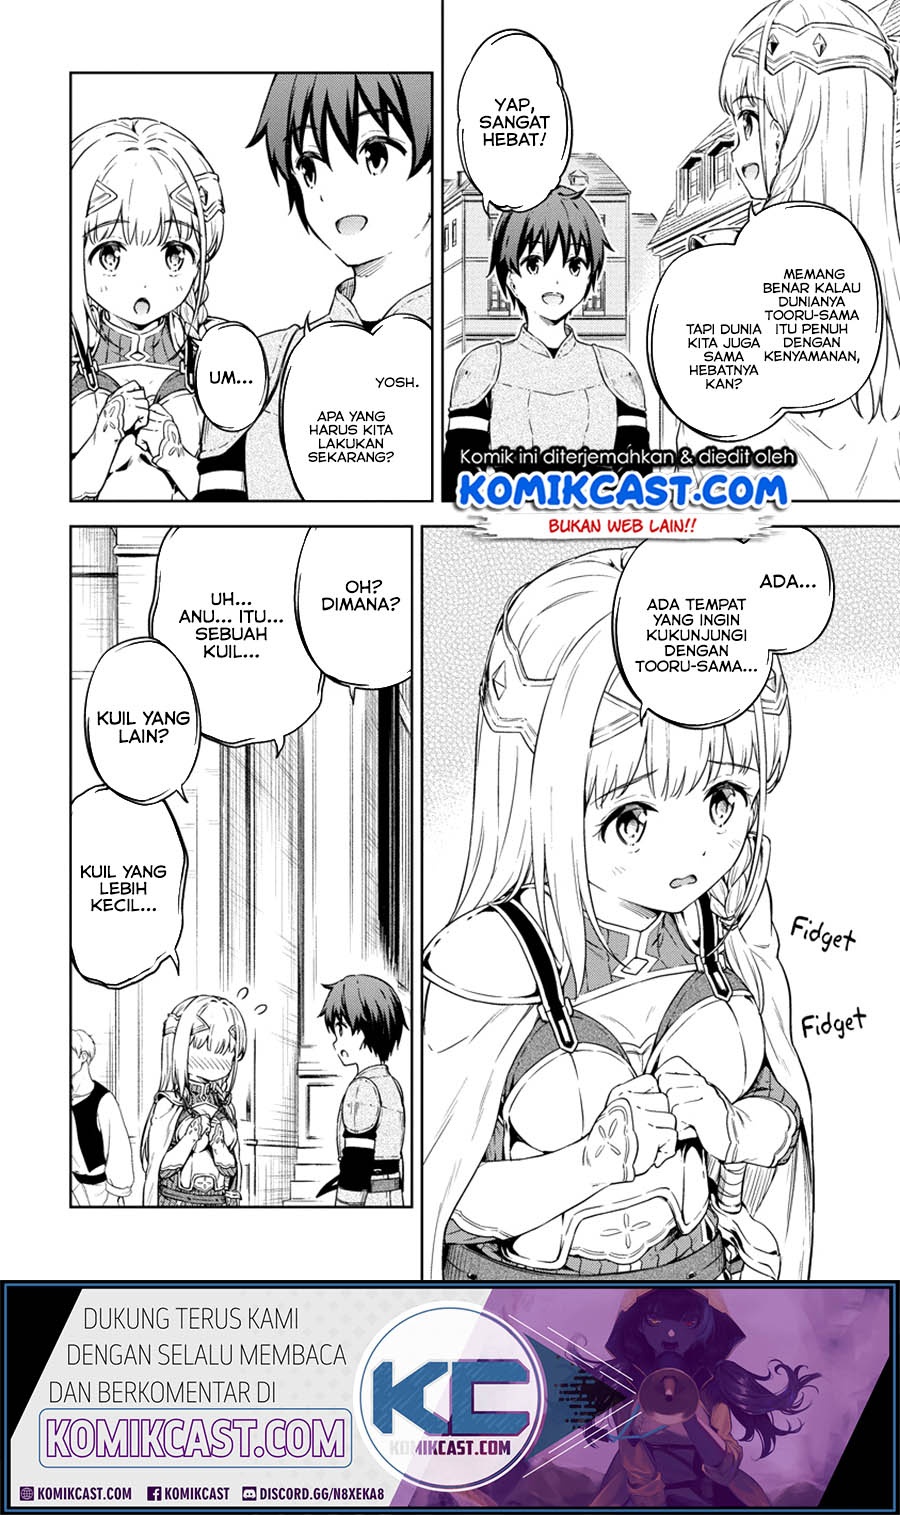 MEMANG
BENAR KALAU
DUNIANYA
TOORU-SAMA
ITU PENUH
DENGAN
KENYAMANAN,
TAPI DUNIA
KITA JUGA
SAMA
HEBATNYA
KAN?
YAP,
SANGAT
HEBAT!
YOSH.
APA YANG
HARUS KITA
LAKUKAN
SEKARANG?
UM...
Komik ini diterjemahkan & diedit oleh
KOMIKCAST.COM
BUKAN WEB LAIN!!
ADA...
ADA TEMPAT
YANG INGIN
KUKUNJUNGI
DENGAN
TOORU-SAMA...
Fidget
Fidget
OH?
DIMANA?
UH...
ANU... ITU...
SEBUAH
KUIL...
KUIL YANG
LAIN?
KUIL YANG
LEBIH
KECIL...
DUKUNG TERUS KAMI
DENGAN SELALU MEMBACA
DAN BERKOMENTAR DI
KOMIKCAST.COM
KOMIKCAST.COM
KOMIKCAST
DISCORD.GG/N8XEKA8
KC
KOMIKCAST.COM